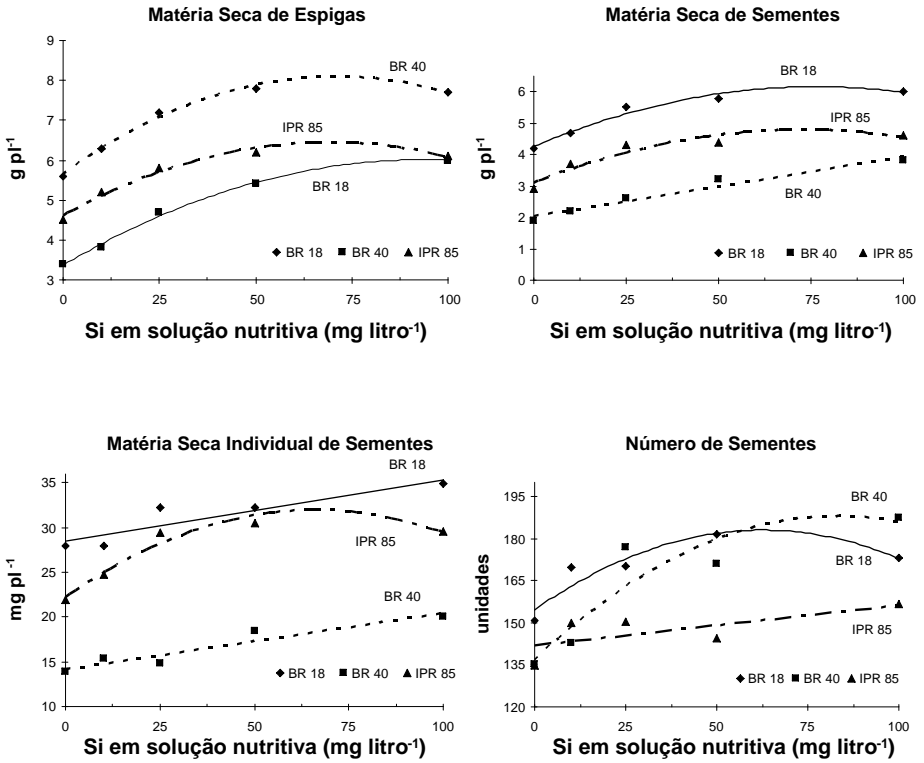 Matéria Seca de Espigas
9
8
7
6
5
4
3
g pl-1
BR 40
IPR 85
BR 18
BR 18 BR 40 IPR 85
0 25 50 75 100
Si em solução nutritiva (mg litro-1)
Matéria Seca de Sementes
6
5
4
3
2
1
0
g pl-1
BR 18
IPR 85
BR 40
BR 18 BR 40 IPR 85
0 25 50 75 100
Si em solução nutritiva (mg litro-1)
Matéria Seca Individual de Sementes
35
30
25
20
15
10
mg pl-1
BR 18
IPR 85
BR 40
BR 18 BR 40 IPR 85
0 25 50 75 100
Si em solução nutritiva (mg litro-1)
Número de Sementes
195
180
165
150
135
120
unidades
BR 40
BR 18
IPR 85
BR 18 BR 40 IPR 85
0 25 50 75 100
Si em solução nutritiva (mg litro-1)